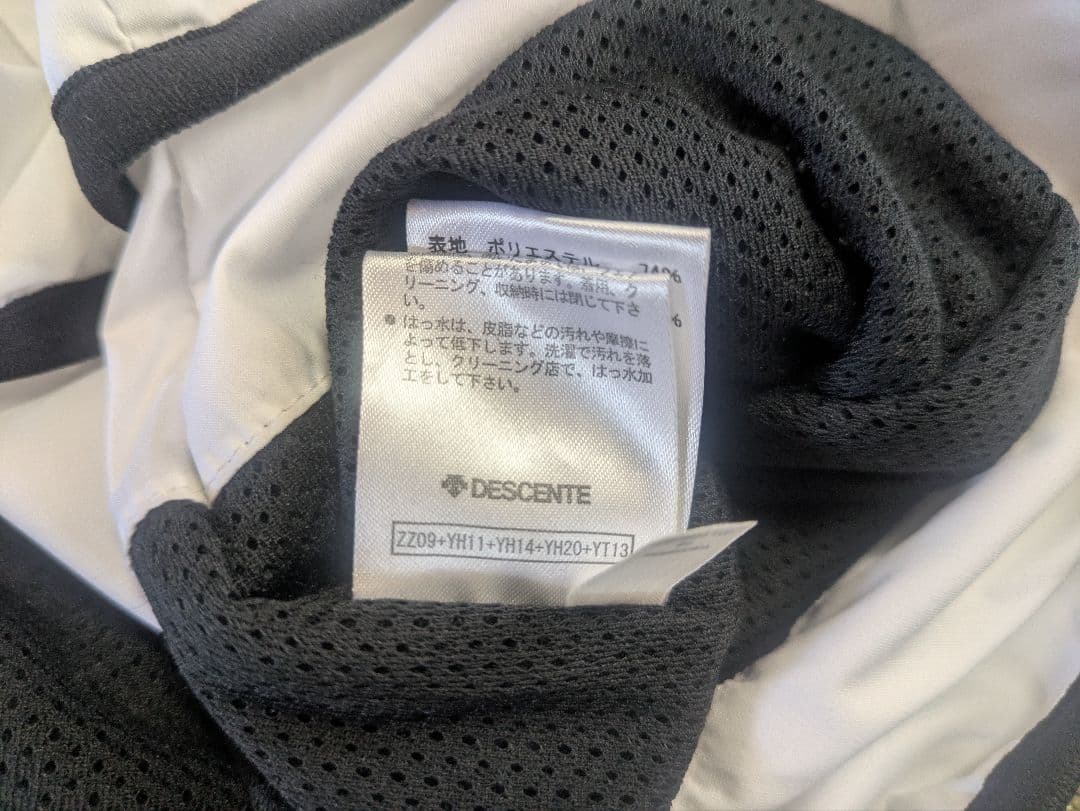 表地 ポリエステル 74%
%
を傷めることがあります。着用、ク
リーニング、収納時には閉じて下さ
い。
● はっ水は、皮脂などの汚れや摩擦に
よって低下します。洗濯で汚れを落
とし、クリーニング店で、はっ水加
工をして下さい。
DESCENTE
ZZ09+YH11+YH14+YH20+YT13